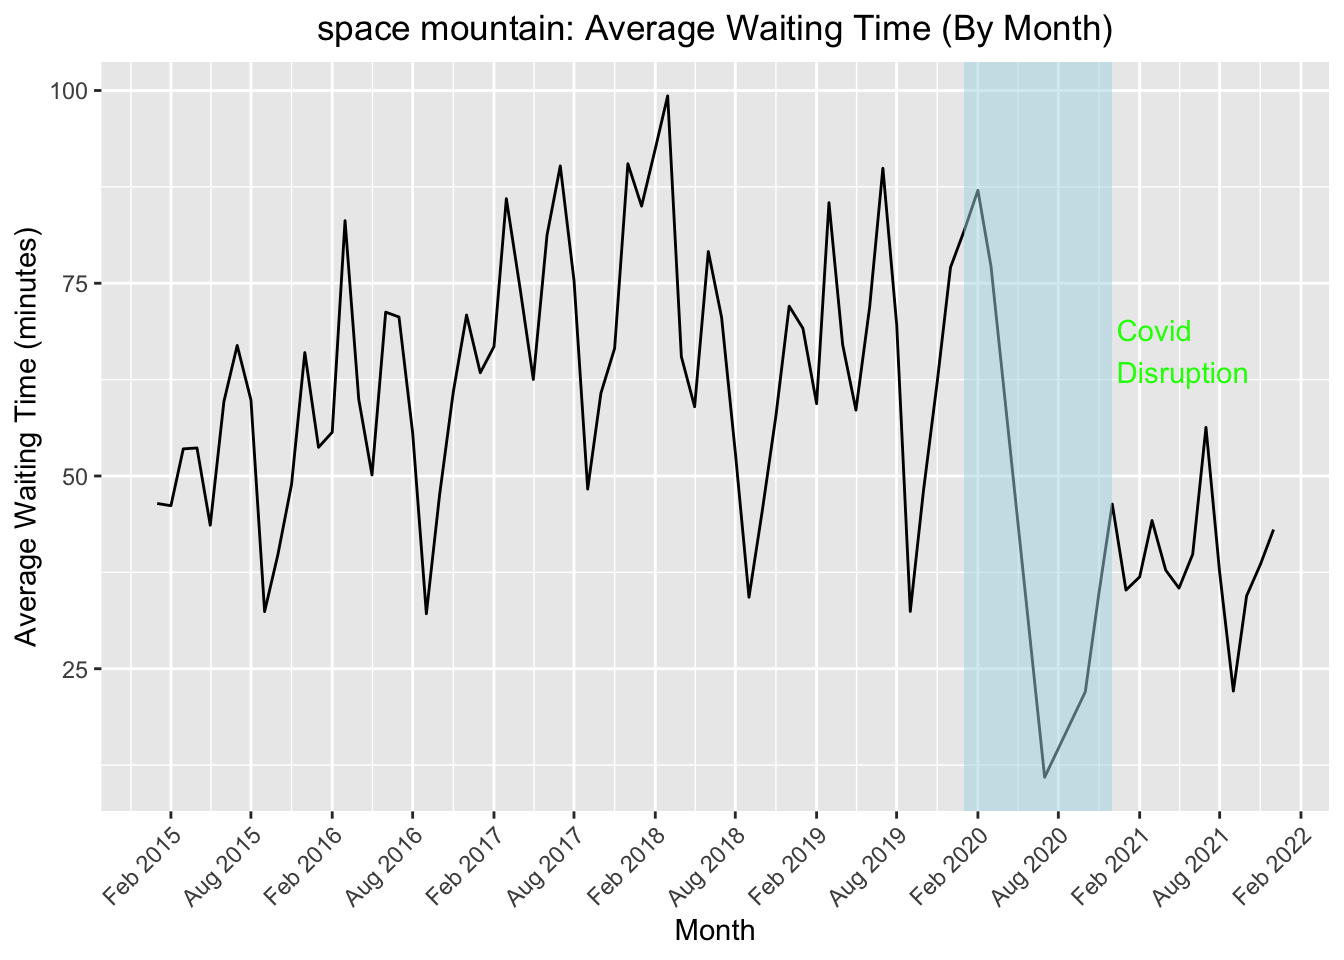 space mountain: Average Waiting Time (By Month)
Average Waiting Time (minutes)
100
75
50
25
Covid
Disruption
Feb 2015
Aug 2015
Feb 2016
Aug 2016
Feb 2017
Aug 2017
Feb 2018
Aug 2018
Feb 2019
Aug 2019
Feb 2020
Aug 2020
Feb 2021
Aug 2021
Feb 2022
Month